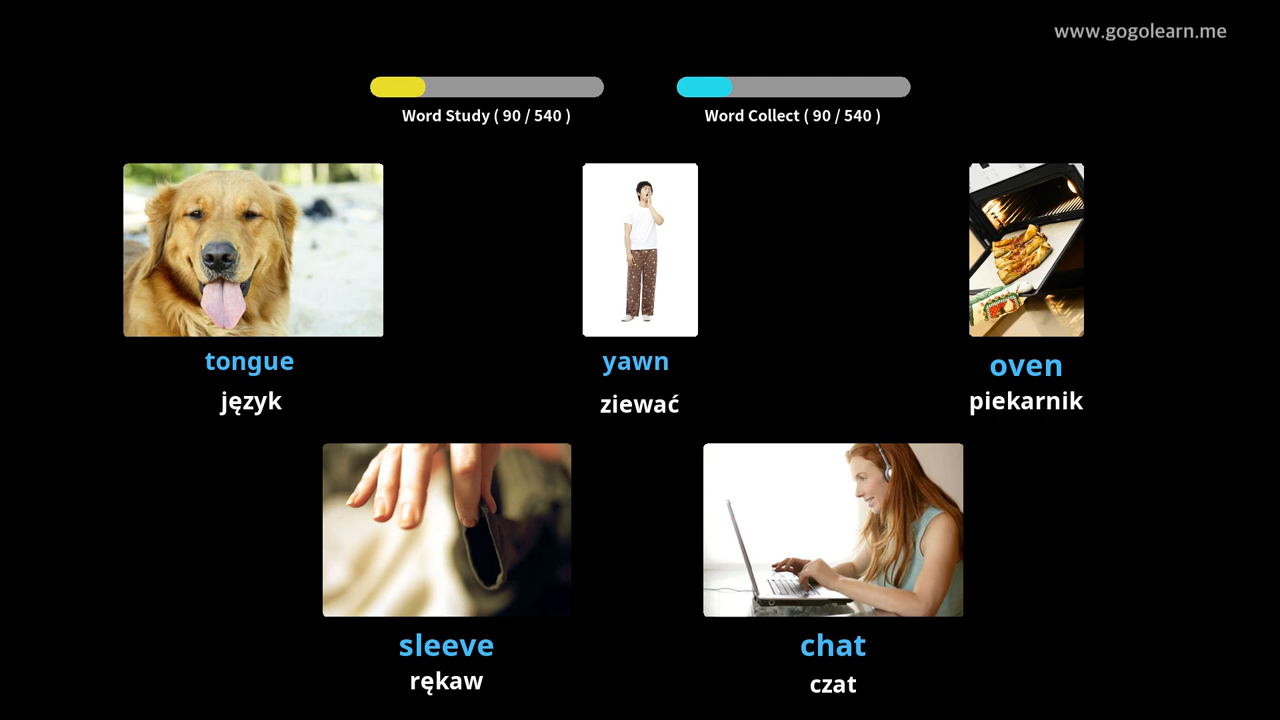 www.gogolearn.me
Word Study ( 90 / 540 )
Word Collect ( 90 / 540 )
tongue
język
yawn
ziewać
oven
piekarnik
sleeve
rękaw
chat
czat